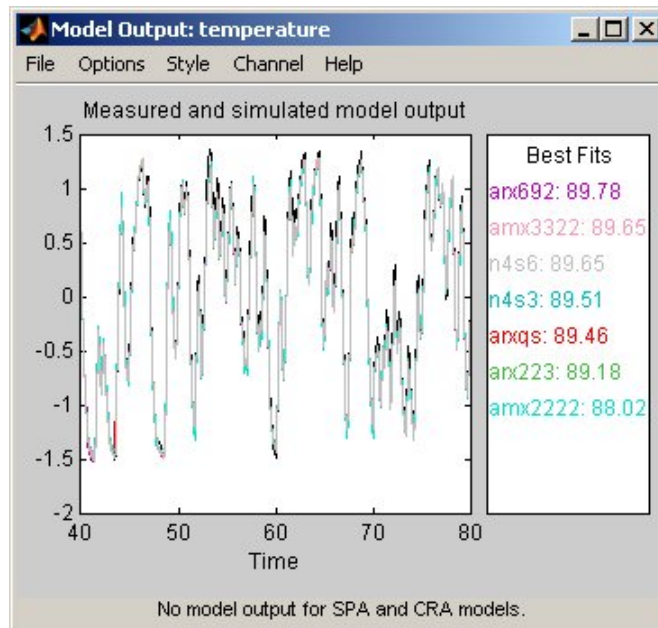 Model Output: temperature
File Options Style Channel Help
Measured and simulated model output
1.5
1
0.5
0
-0.5
-1
-1.5
-2
40 50 60 70 80
Time
Best Fits
arx692: 89.78
amx3322: 89.65
n4s6: 89.65
n4s3: 89.51
arxqs: 89.46
arx223: 89.18
amx2222: 88.02
No model output for SPA and CRA models.